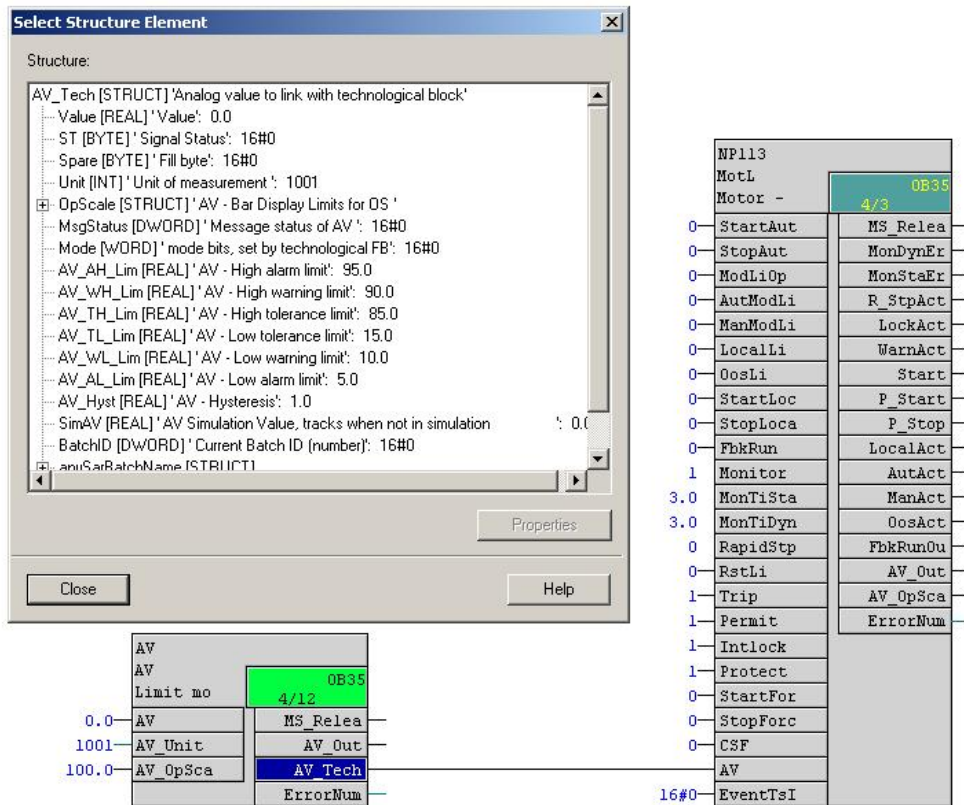 Select Structure Element
Structure:
AV_Tech [STRUCT] 'Analog value to link with technological block'
Value [REAL] ' Value': 0.0
ST [BYTE] ' Signal Status': 16#0
Spare [BYTE] ' Fill byte': 16#0
Unit [INT] ' Unit of measurement ': 1001
OpScale [STRUCT] ' AV - Bar Display Limits for OS '
MsgStatus [DWORD] ' Message status of AV ': 16#0
Mode [WORD] ' mode bits, set by technological FB': 16#0
AV_AH_Lim [REAL] ' AV - High alarm limit': 95.0
AV_WH_Lim [REAL] ' AV - High warning limit': 90.0
AV_TH_Lim [REAL] ' AV - High tolerance limit': 85.0
AV_TL_Lim [REAL] ' AV - Low tolerance limit': 15.0
AV_WL_Lim [REAL] ' AV - Low warning limit': 10.0
AV_AL_Lim [REAL] ' AV - Low alarm limit': 5.0
AV_Hyst [REAL] ' AV - Hysteresis': 1.0
SimAV [REAL] ' AV Simulation Value, tracks when not in simulation ': 0.0
BatchID [DWORD] ' Current Batch ID (number)': 16#0
[STRUCT]
Properties
Close
Help
NP113
MotL
Motor -
OB35
4/3
0 StartAut MS_Relea
0 StopAut MonDynEr
0 ModLiOp MonStaEr
0 AutModLi R_StpAct
0 ManModLi LockAct
0 LocalLi WarnAct
0 OosLi Start
0 StartLoc P_Start
0 StopLoca P_Stop
0 FbkRun LocalAct
1 Monitor AutAct
3.0 MonTiSta ManAct
3.0 MonTiDyn OosAct
0 RapidStp FbkRunOu
0 RstLi AV_Out
1 Trip AV_OpSca
1 Permit ErrorNum
1 Intlock
1 Protect
0 StartFor
0 StopForc
0 CSF
AV
16#0 EventTsI
AV
AV
Limit mo
OB35
4/12
0.0 AV MS_Relea
1001 AV_Unit AV_Out
100.0 AV_OpSca AV_Tech
ErrorNum